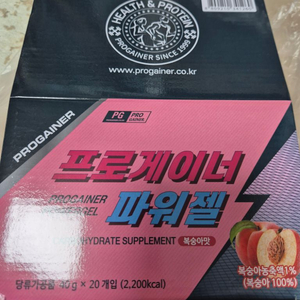 HEALTH & PROTEIN
PROGAINER SINCE 1999
www.progainer.co.kr
PROGAINER
PG PRO GAINER
프로게이너
PROGAINER
파워젤
HYDRATE SUPPLEMENT 복숭아맛
복숭아농축액1%
(복숭아 100%)
당류가공품 40g × 20개입 (2,200kcal)